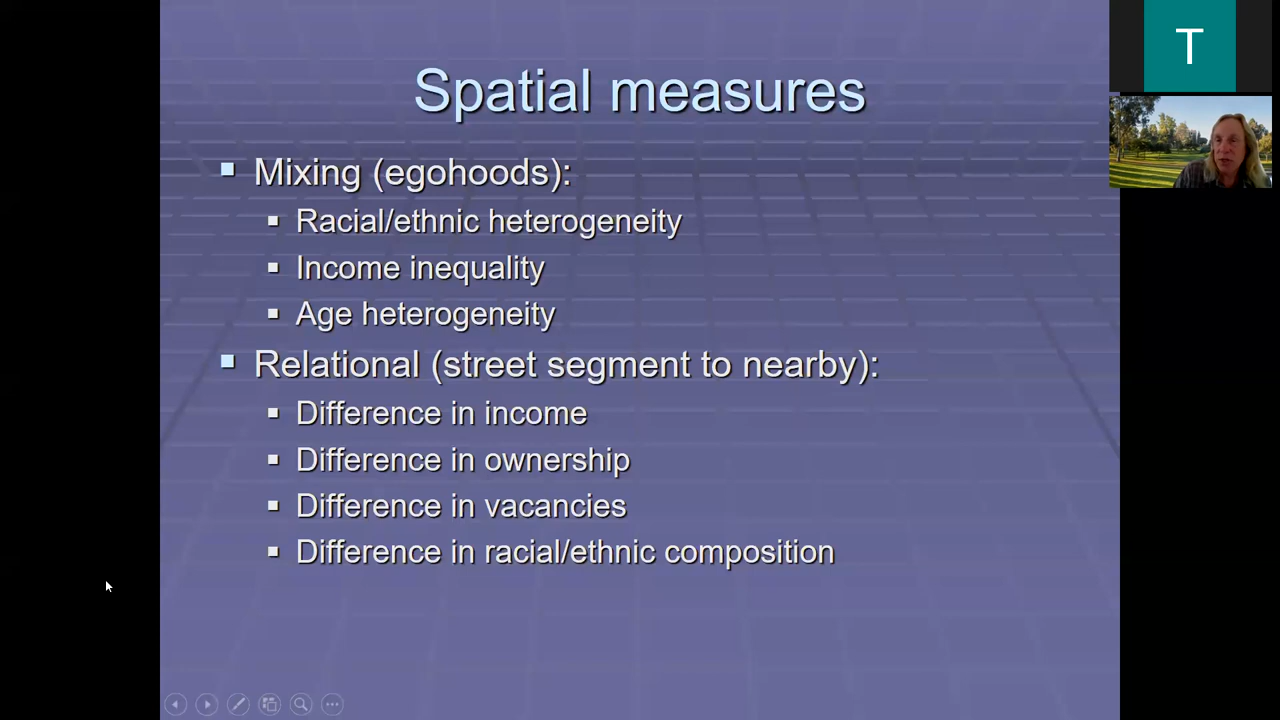 Spatial measures
Mixing (egohoods):
Racial/ethnic heterogeneity
Income inequality
Age heterogeneity
Relational (street segment to nearby):
Difference in income
Difference in ownership
Difference in vacancies
Difference in racial/ethnic composition
T